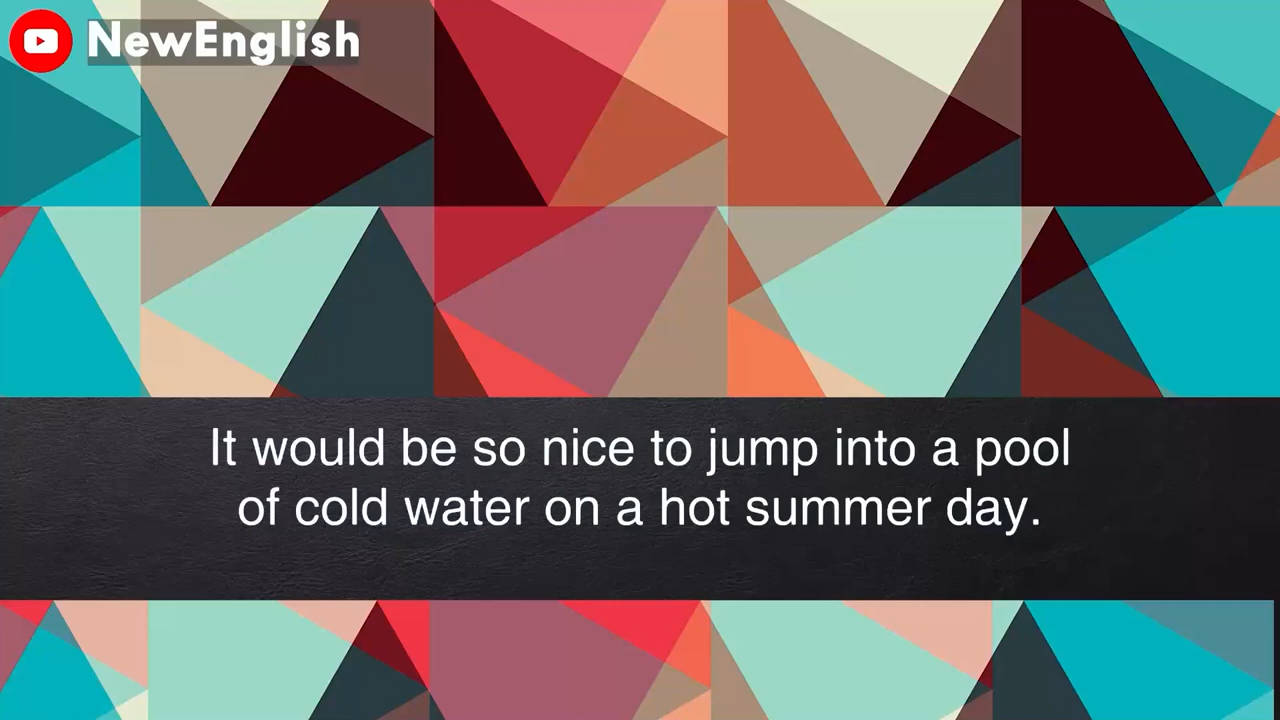 NewEnglish
It would be so nice to jump into a pool
of cold water on a hot summer day.